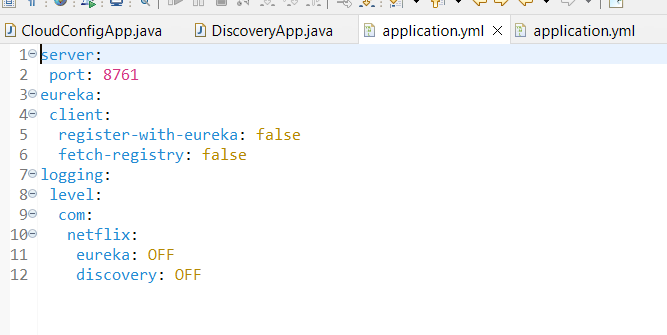 CloudConfigApp.java DiscoveryApp.java application.yml application.yml
1 server:
2 port: 8761
3 eureka:
4 client:
5 register-with-eureka: false
6 fetch-registry: false
7 logging:
8 level:
9 com:
10 netflix:
11 eureka: OFF
12 discovery: OFF